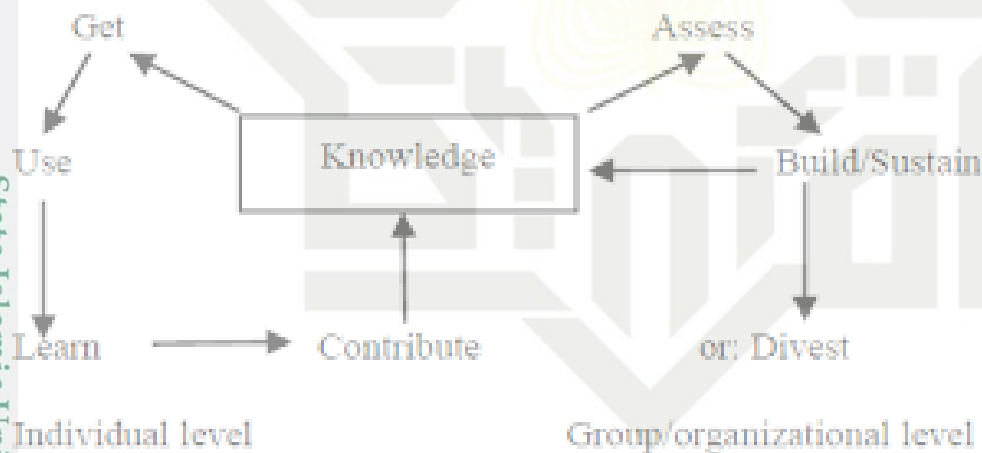 Get
Assess
Use
Knowledge
Build/Sustain
Learn
Contribute
or: Divest
Individual level
Group/organizational level